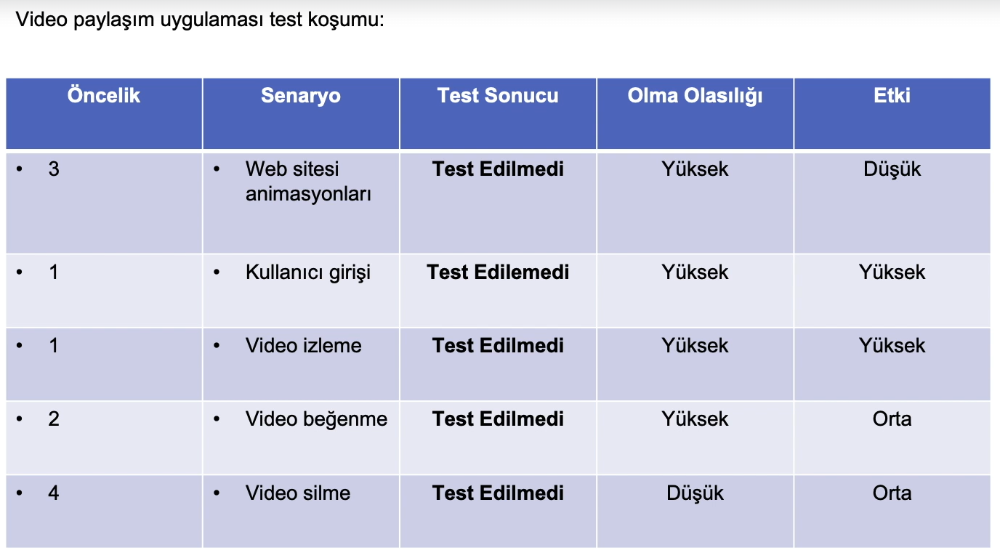 Video paylaşım uygulaması test koşumu:
Öncelik Senaryo Test Sonucu Olma Olasılığı Etki
• 3 • Web sitesi Test Edilmedi Yüksek Düşük
animasyonları
• 1 • Kullanıcı girişi Test Edilemedi Yüksek Yüksek
• 1 • Video izleme Test Edilmedi Yüksek Yüksek
• 2 • Video beğenme Test Edilmedi Yüksek Orta
• 4 • Video silme Test Edilmedi Düşük Orta